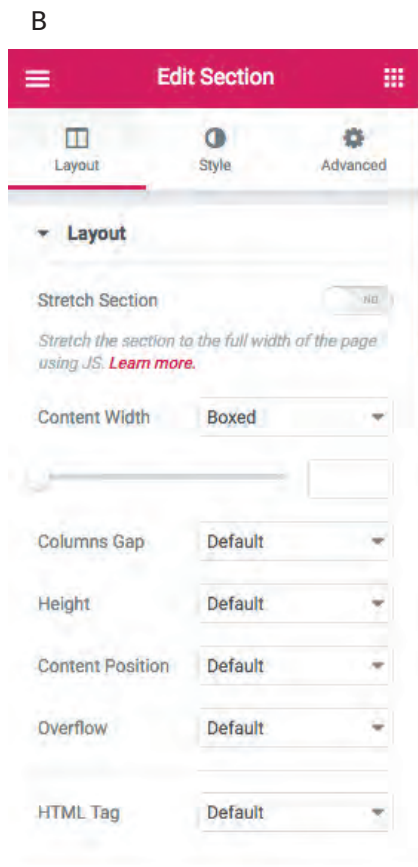 B
Edit Section
Layout Style Advanced
Layout
Stretch Section NO
Stretch the section to the full width of the page
using JS. Learn more.
Content Width Boxed
Columns Gap Default
Height Default
Content Position Default
Overflow Default
HTML Tag Default